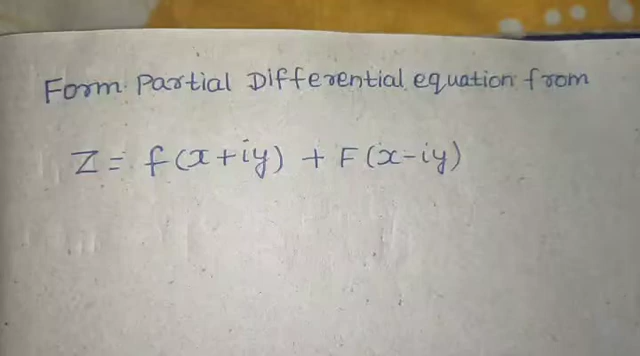 Form Partial Differential equation from
Z = f(x+iy) + F(x-iy)